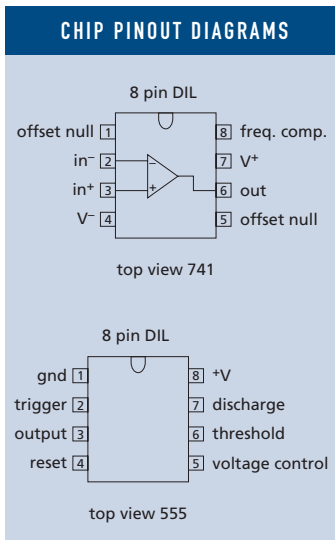 CHIP PINOUT DIAGRAMS
8 pin DIL
offset null 1 8 freq. comp.
in⁻ 2 − 7 V⁺
in⁺ 3 + 6 out
V⁻ 4 5 offset null
top view 741
8 pin DIL
gnd 1 8 ⁺V
trigger 2 7 discharge
output 3 6 threshold
reset 4 5 voltage control
top view 555